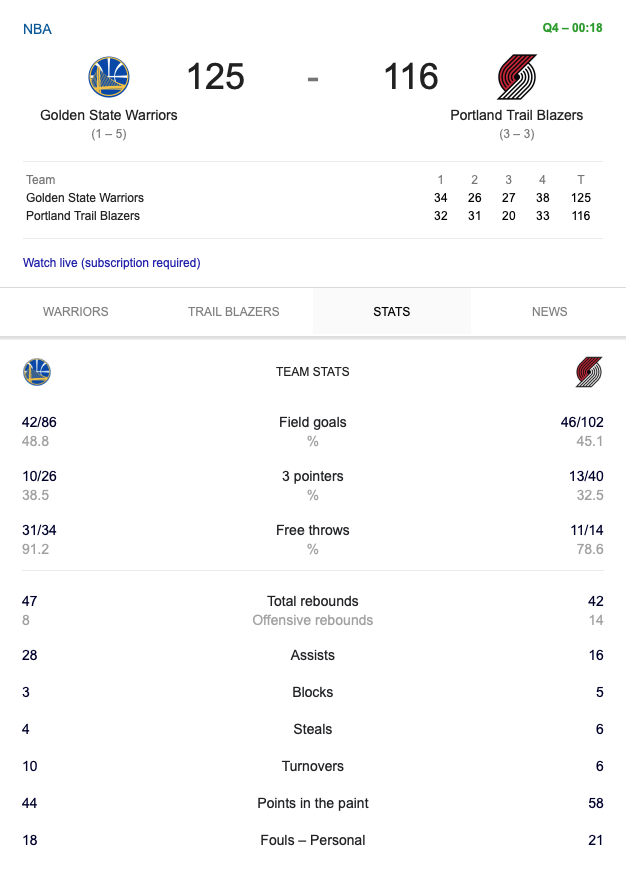 NBA Q4 – 00:18
125 - 116
Golden State Warriors Portland Trail Blazers
(1 – 5) (3 – 3)
Team 1 2 3 4 T
Golden State Warriors 34 26 27 38 125
Portland Trail Blazers 32 31 20 33 116
Watch live (subscription required)
WARRIORS TRAIL BLAZERS STATS NEWS
TEAM STATS
42/86 Field goals 46/102
48.8 % 45.1
10/26 3 pointers 13/40
38.5 % 32.5
31/34 Free throws 11/14
91.2 % 78.6
47 Total rebounds 42
8 Offensive rebounds 14
28 Assists 16
3 Blocks 5
4 Steals 6
10 Turnovers 6
44 Points in the paint 58
18 Fouls – Personal 21